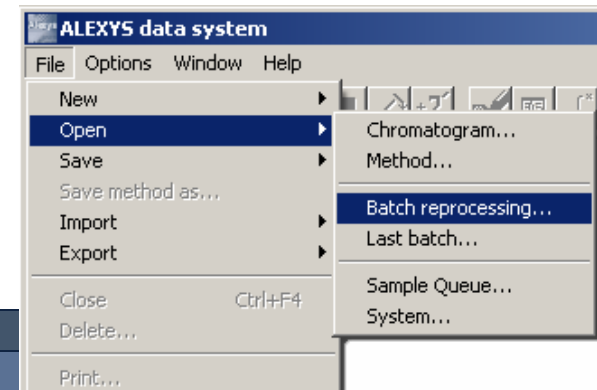 ALEXYS data system
File Options Window Help
New
Open
Save
Save method as...
Import
Export
Close Ctrl+F4
Delete...
Print...
Chromatogram...
Method...
Batch reprocessing...
Last batch...
Sample Queue...
System...